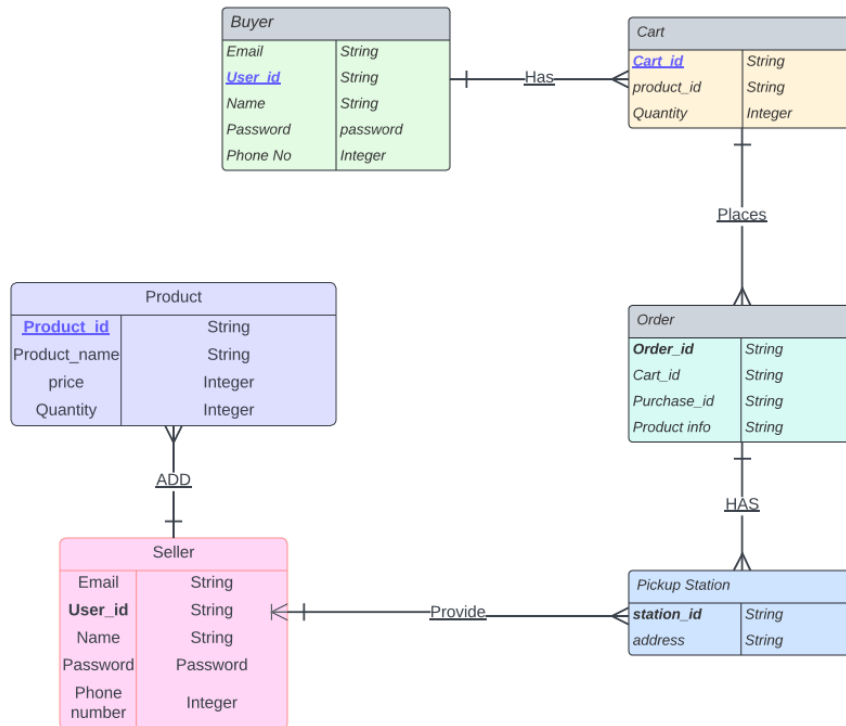 Buyer
Email String
User_id String
Name String
Password password
Phone No Integer
Has
Cart
Cart_id String
product_id String
Quantity Integer
Places
Product
Product_id String
Product_name String
price Integer
Quantity Integer
Order
Order_id String
Cart_id String
Purchase_id String
Product info String
ADD
HAS
Seller
Email String
User_id String
Name String
Password Password
Phone
number Integer
Provide
Pickup Station
station_id String
address String